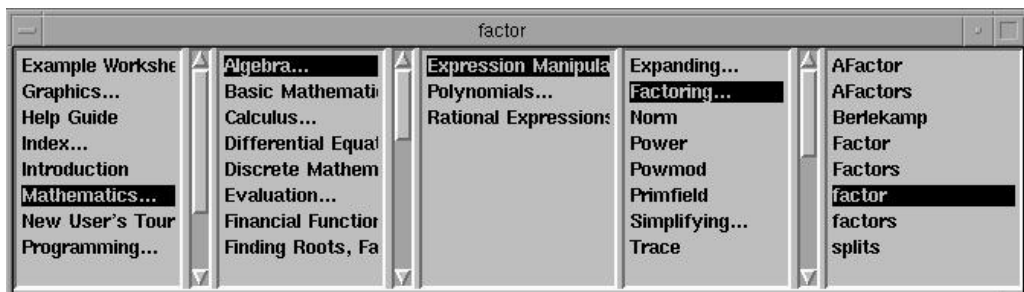 factor
Example Workshe
Graphics...
Help Guide
Index...
Introduction
Mathematics...
New User's Tour
Programming...
Algebra...
Basic Mathemati
Calculus...
Differential Equat
Discrete Mathem
Evaluation...
Financial Function
Finding Roots, Fa
Expression Manipula
Polynomials...
Rational Expressions
Expanding...
Factoring...
Norm
Power
Powmod
Primfield
Simplifying...
Trace
AFactor
AFactors
Berlekamp
Factor
Factors
factor
factors
splits